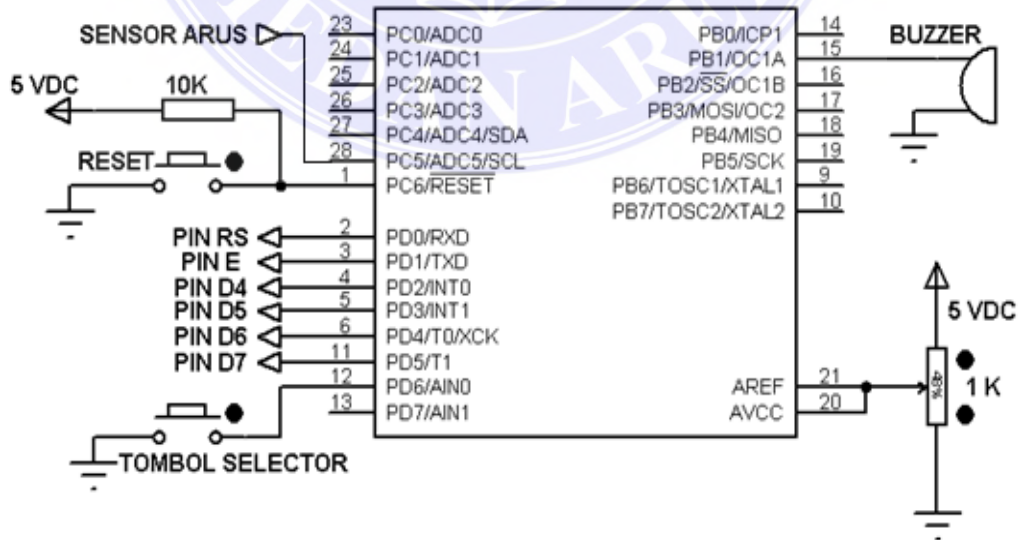 SENSOR ARUS
5 VDC
10K
RESET
PIN RS
PIN E
PIN D4
PIN D5
PIN D6
PIN D7
TOMBOL SELECTOR
23 PC0/ADC0
24 PC1/ADC1
25 PC2/ADC2
26 PC3/ADC3
27 PC4/ADC4/SDA
28 PC5/ADC5/SCL
1 PC6/RESET
2 PD0/RXD
3 PD1/TXD
4 PD2/INT0
5 PD3/INT1
6 PD4/T0/XCK
11 PD5/T1
12 PD6/AIN0
13 PD7/AIN1
PB0/ICP1 14
PB1/OC1A 15
PB2/SS/OC1B 16
PB3/MOSI/OC2 17
PB4/MISO 18
PB5/SCK 19
PB6/TOSC1/XTAL1 9
PB7/TOSC2/XTAL2 10
AREF 21
AVCC 20
BUZZER
5 VDC
48%
1 K